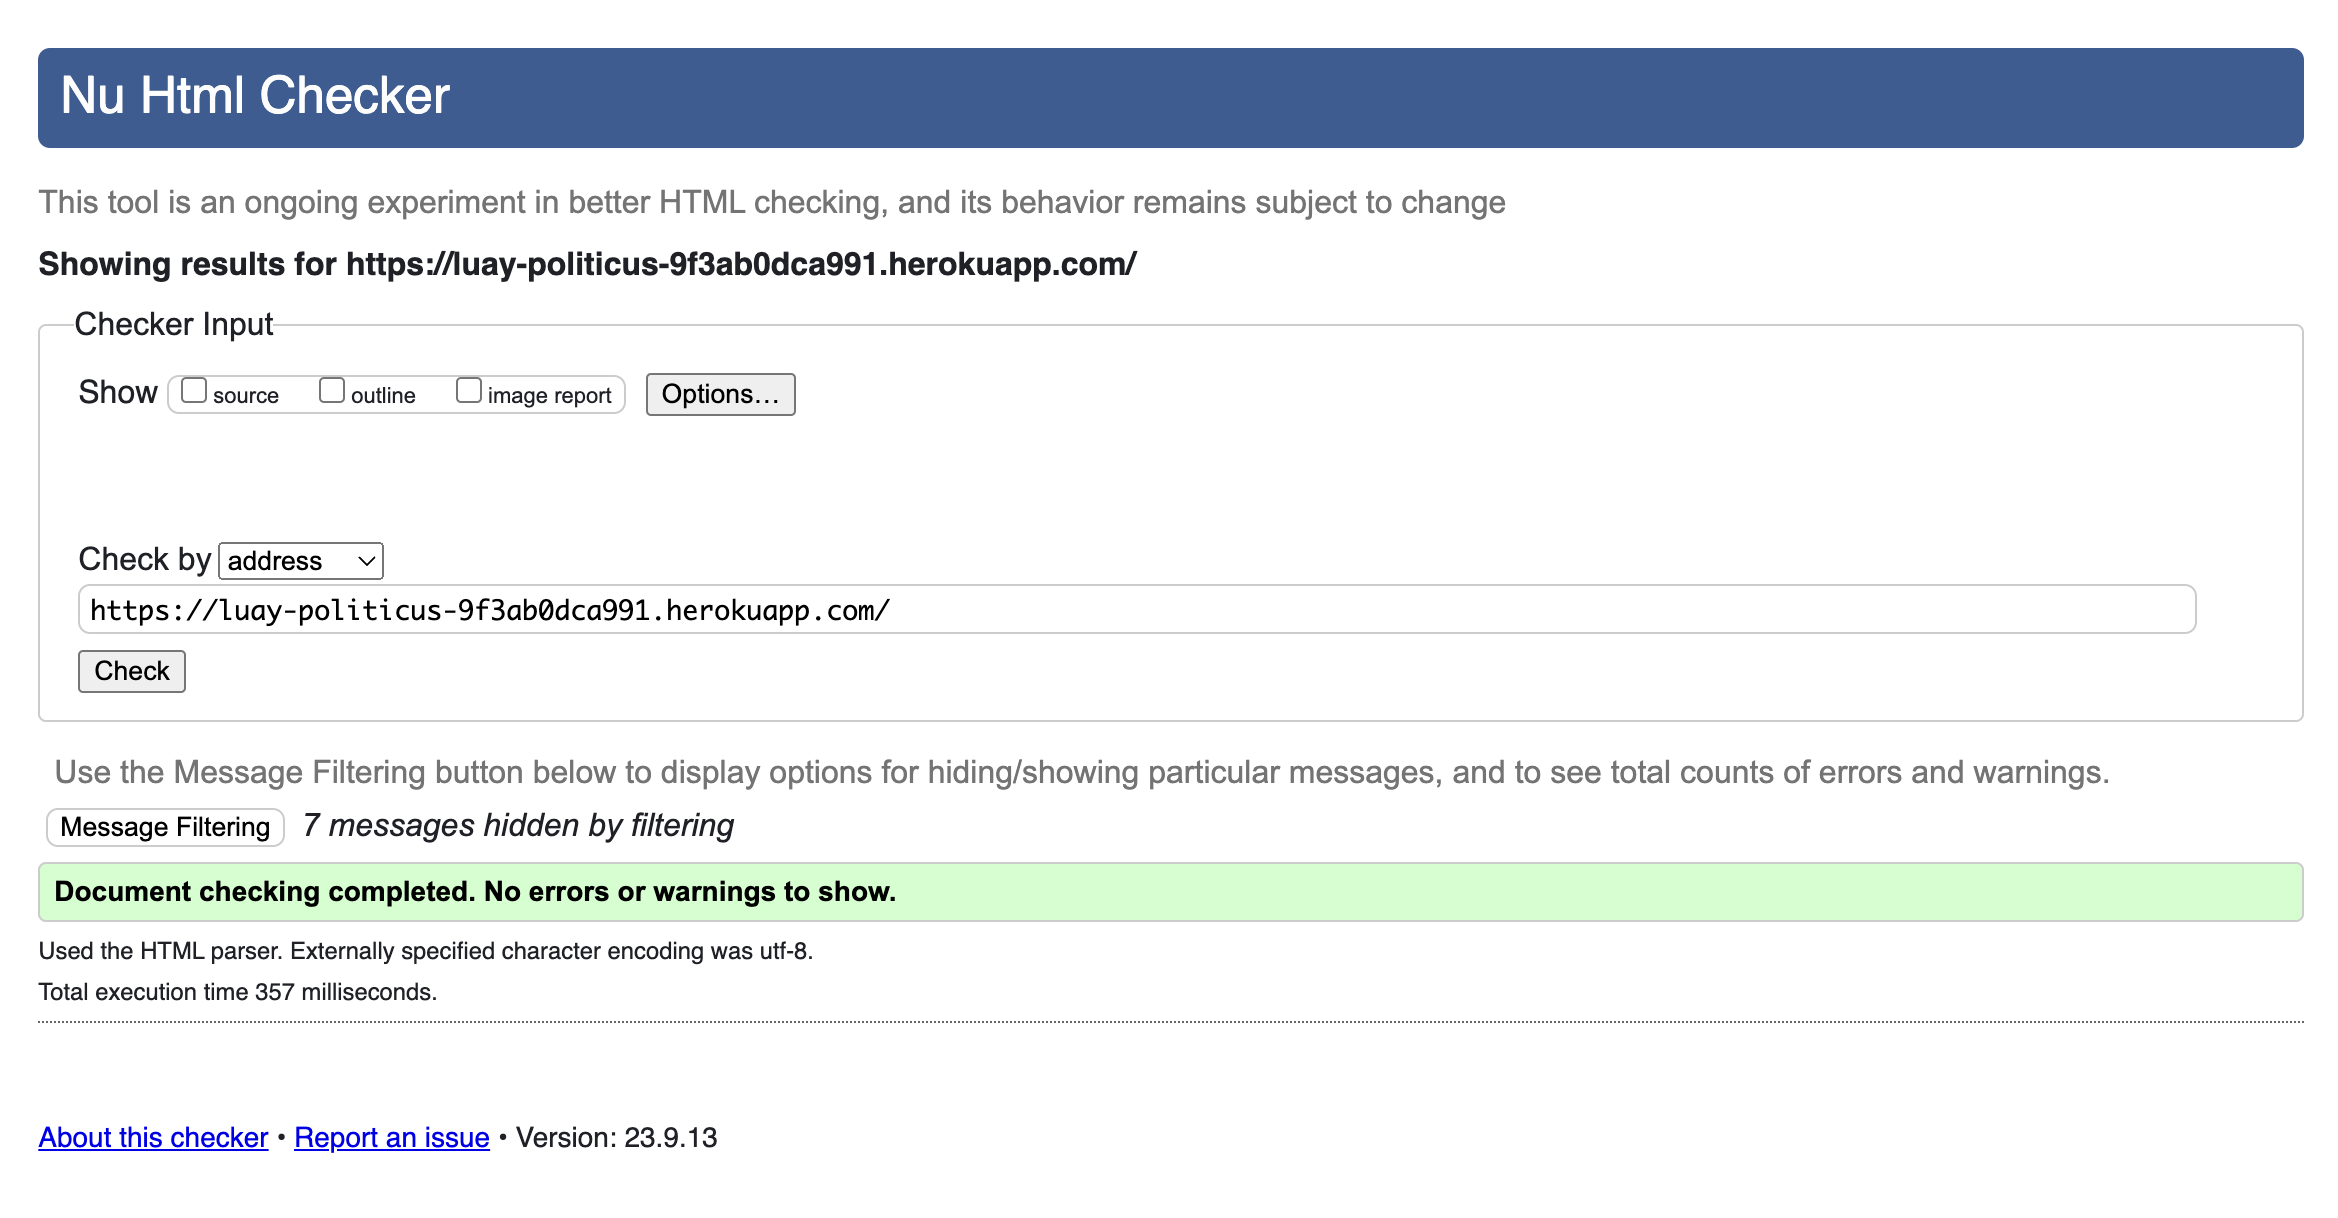 Nu Html Checker
This tool is an ongoing experiment in better HTML checking, and its behavior remains subject to change
Showing results for https://luay-politicus-9f3ab0dca991.herokuapp.com/
Checker Input
Show source outline image report Options…
Check by address
https://luay-politicus-9f3ab0dca991.herokuapp.com/
Check
Use the Message Filtering button below to display options for hiding/showing particular messages, and to see total counts of errors and warnings.
Message Filtering 7 messages hidden by filtering
Document checking completed. No errors or warnings to show.
Used the HTML parser. Externally specified character encoding was utf-8.
Total execution time 357 milliseconds.
About this checker • Report an issue • Version: 23.9.13